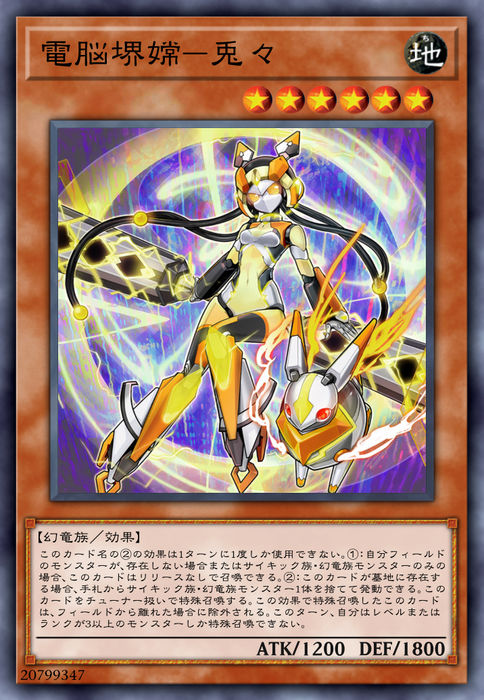 電脳堺嫦－兎々
ち
地
【幻竜族／効果】
このカード名の②の効果は1ターンに1度しか使用できない。①：自分フィールド
のモンスターが、存在しない場合またはサイキック族・幻竜族モンスターのみの
場合、このカードはリリースなしで召喚できる。②：このカードが墓地に存在す
る場合、手札からサイキック族・幻竜族モンスター1体を捨てて発動できる。この
カードをチューナー扱いで特殊召喚する。この効果で特殊召喚したこのカード
は、フィールドから離れた場合に除外される。このターン、自分はレベルまたは
ランクが3以上のモンスターしか特殊召喚できない。
ATK/1200 DEF/1800
20799347